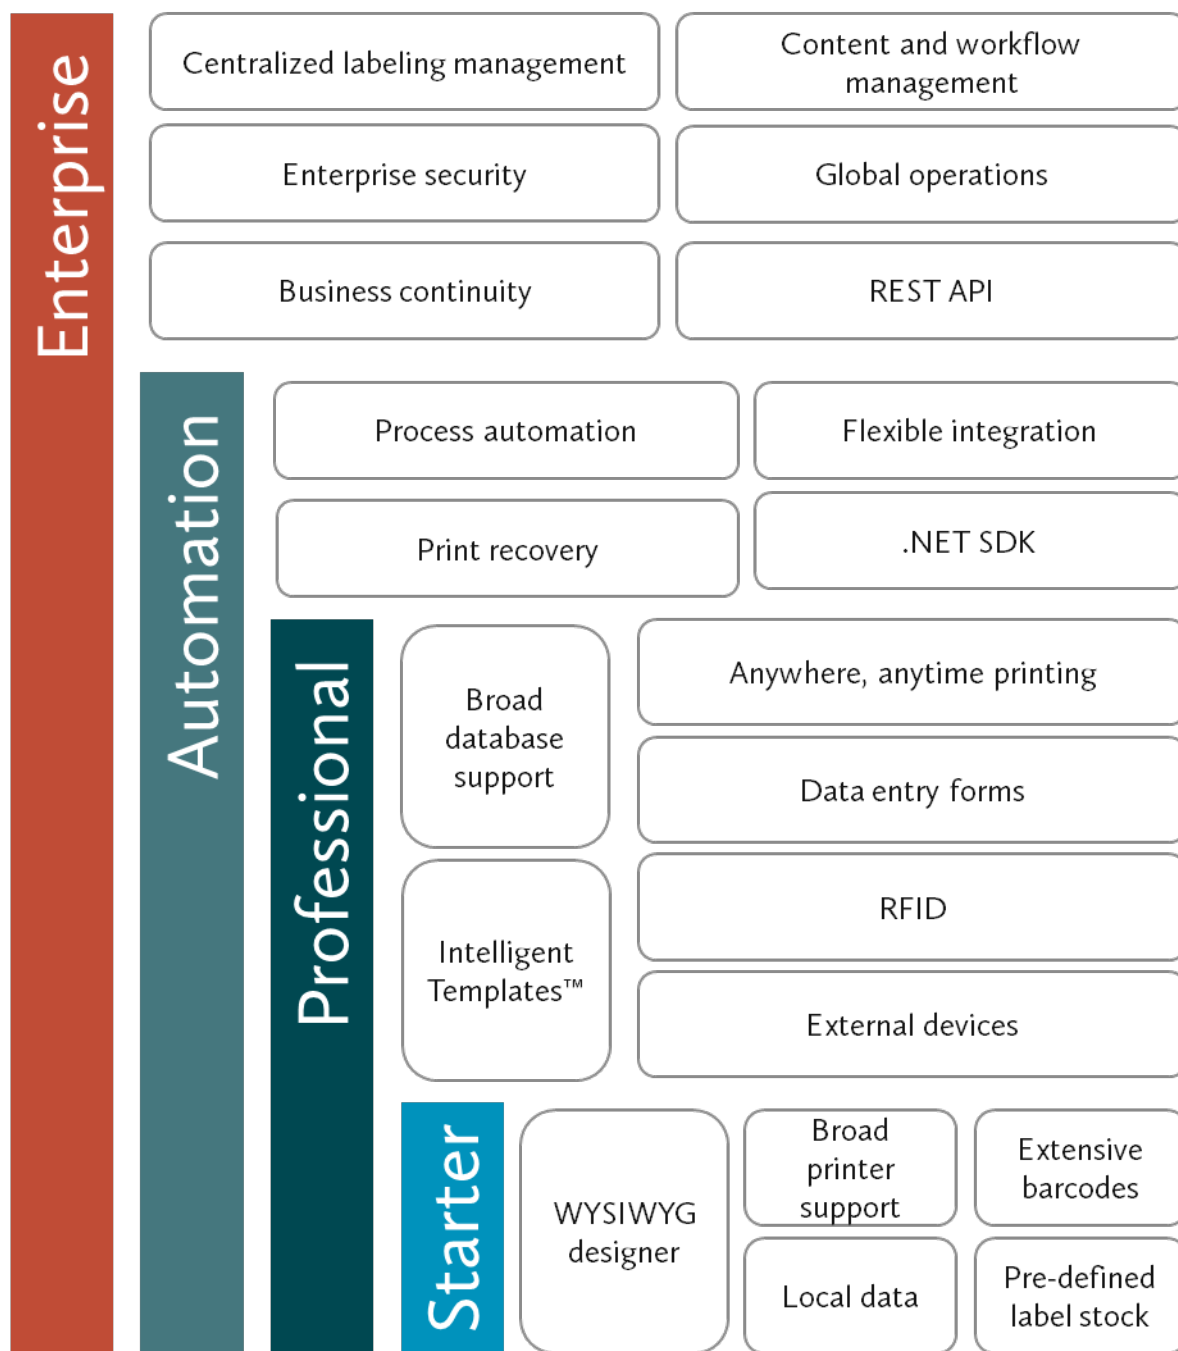 Enterprise
Centralized labeling management
Content and workflow
management
Enterprise security
Global operations
Business continuity
REST API
Automation
Process automation
Flexible integration
Print recovery
.NET SDK
Professional
Broad
database
support
Anywhere, anytime printing
Data entry forms
Intelligent
Templates™
RFID
External devices
Starter
WYSIWYG
designer
Broad
printer
support
Extensive
barcodes
Local data
Pre-defined
label stock